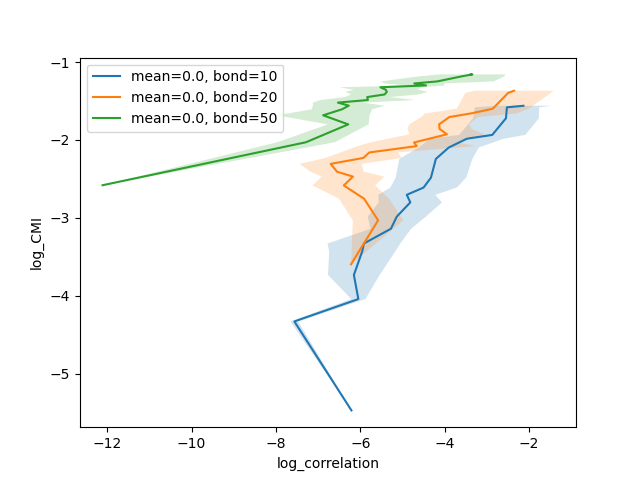 −1
−2
−3
−4
−5
log_CMI
mean=0.0, bond=10
mean=0.0, bond=20
mean=0.0, bond=50
−12
−10
−8
−6
−4
−2
log_correlation